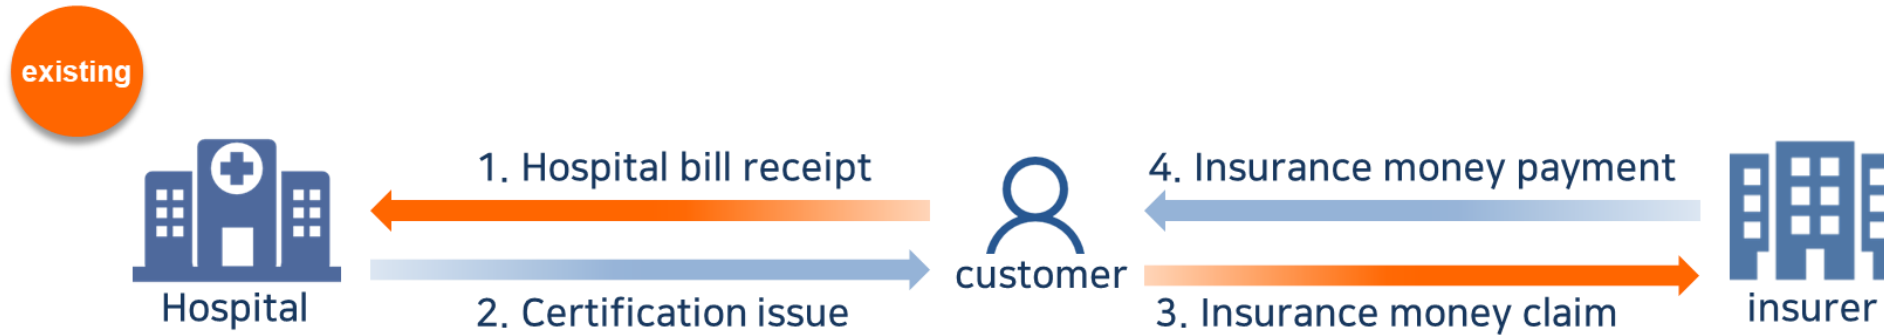 existing
1. Hospital bill receipt
4. Insurance money payment
customer
Hospital
2. Certification issue
3. Insurance money claim
insurer